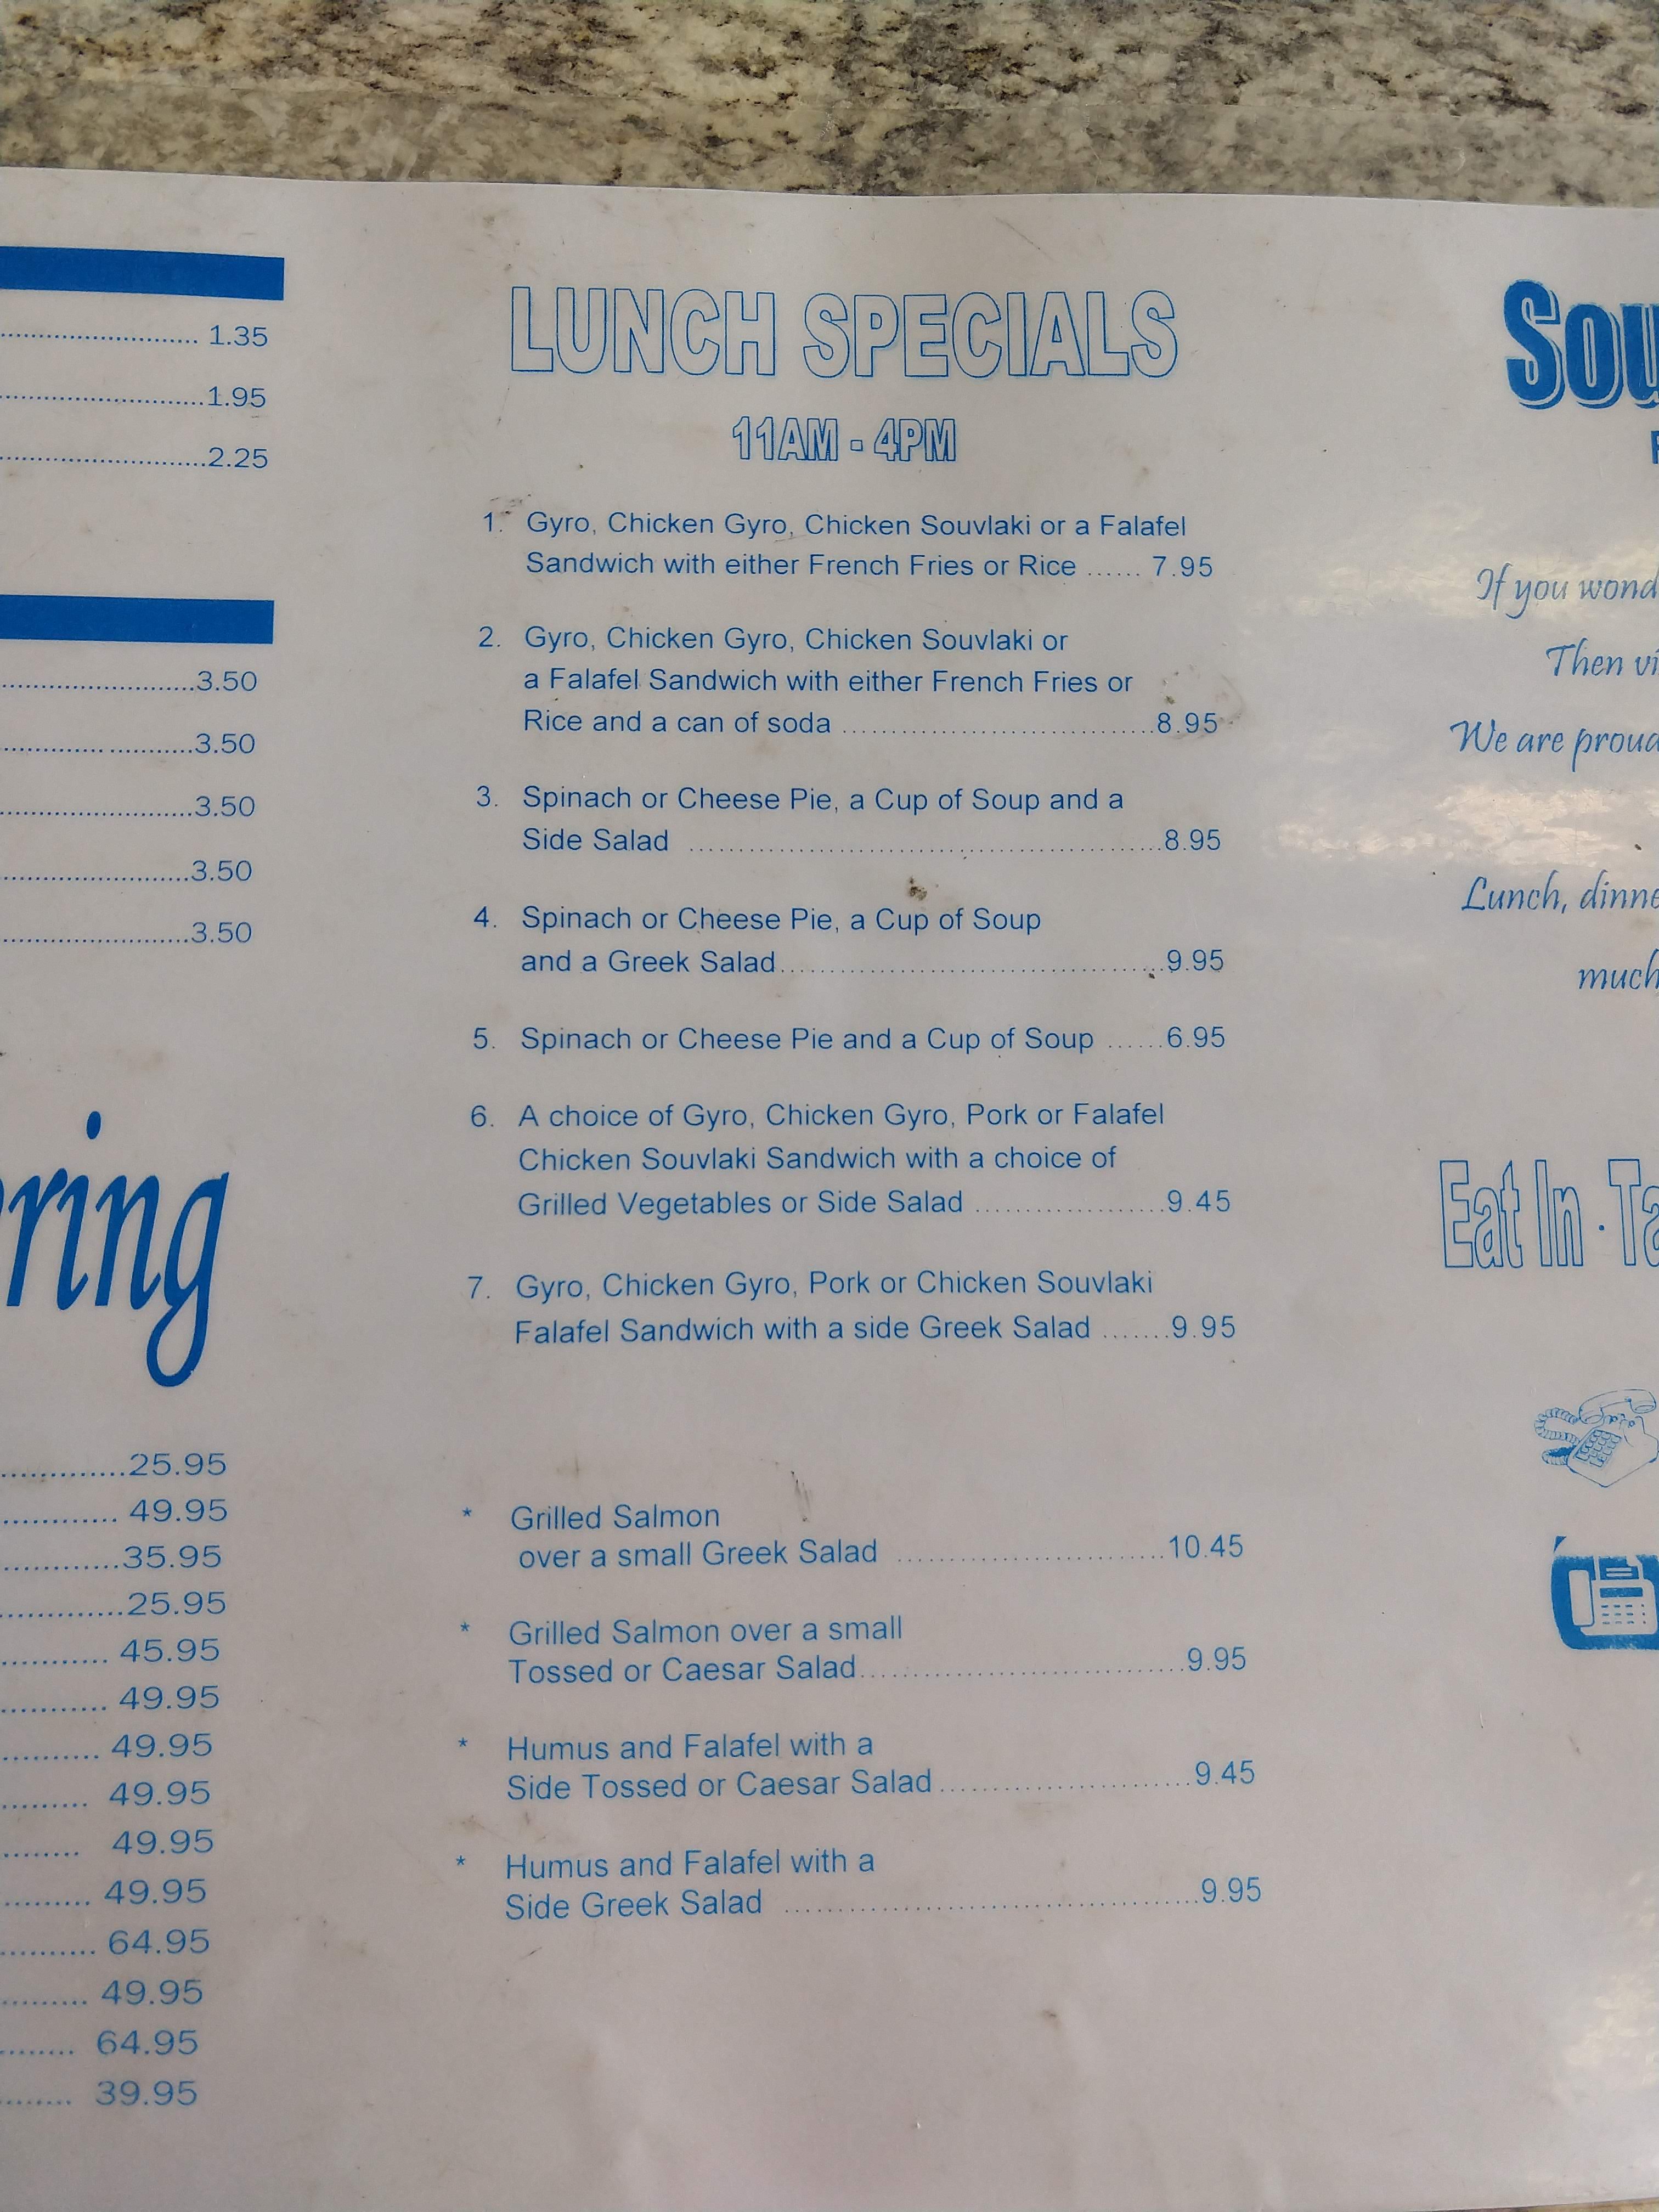 1.35
1.95
2.25
3.50
3.50
3.50
3.50
3.50
25.95
49.95
35.95
25.95
45.95
49.95
49.95
49.95
49.95
49.95
64.95
49.95
64.95
39.95
LUNCH SPECIALS
11AM - 4PM
1. Gyro, Chicken Gyro, Chicken Souvlaki or a Falafel
Sandwich with either French Fries or Rice ...... 7.95
2. Gyro, Chicken Gyro, Chicken Souvlaki or
a Falafel Sandwich with either French Fries or
Rice and a can of soda ................................8.95
3. Spinach or Cheese Pie, a Cup of Soup and a
Side Salad ................................................8.95
4. Spinach or Cheese Pie, a Cup of Soup
and a Greek Salad.......................................9.95
5. Spinach or Cheese Pie and a Cup of Soup ......6.95
6. A choice of Gyro, Chicken Gyro, Pork or Falafel
Chicken Souvlaki Sandwich with a choice of
Grilled Vegetables or Side Salad ....................9.45
7. Gyro, Chicken Gyro, Pork or Chicken Souvlaki
Falafel Sandwich with a side Greek Salad .......9.95
* Grilled Salmon
over a small Greek Salad ...........................10.45
* Grilled Salmon over a small
Tossed or Caesar Salad.................................9.95
* Humus and Falafel with a
Side Tossed or Caesar Salad.........................9.45
* Humus and Falafel with a
Side Greek Salad ..........................................9.95
If you
Then
We are
Lunch,
much
Eat In ·